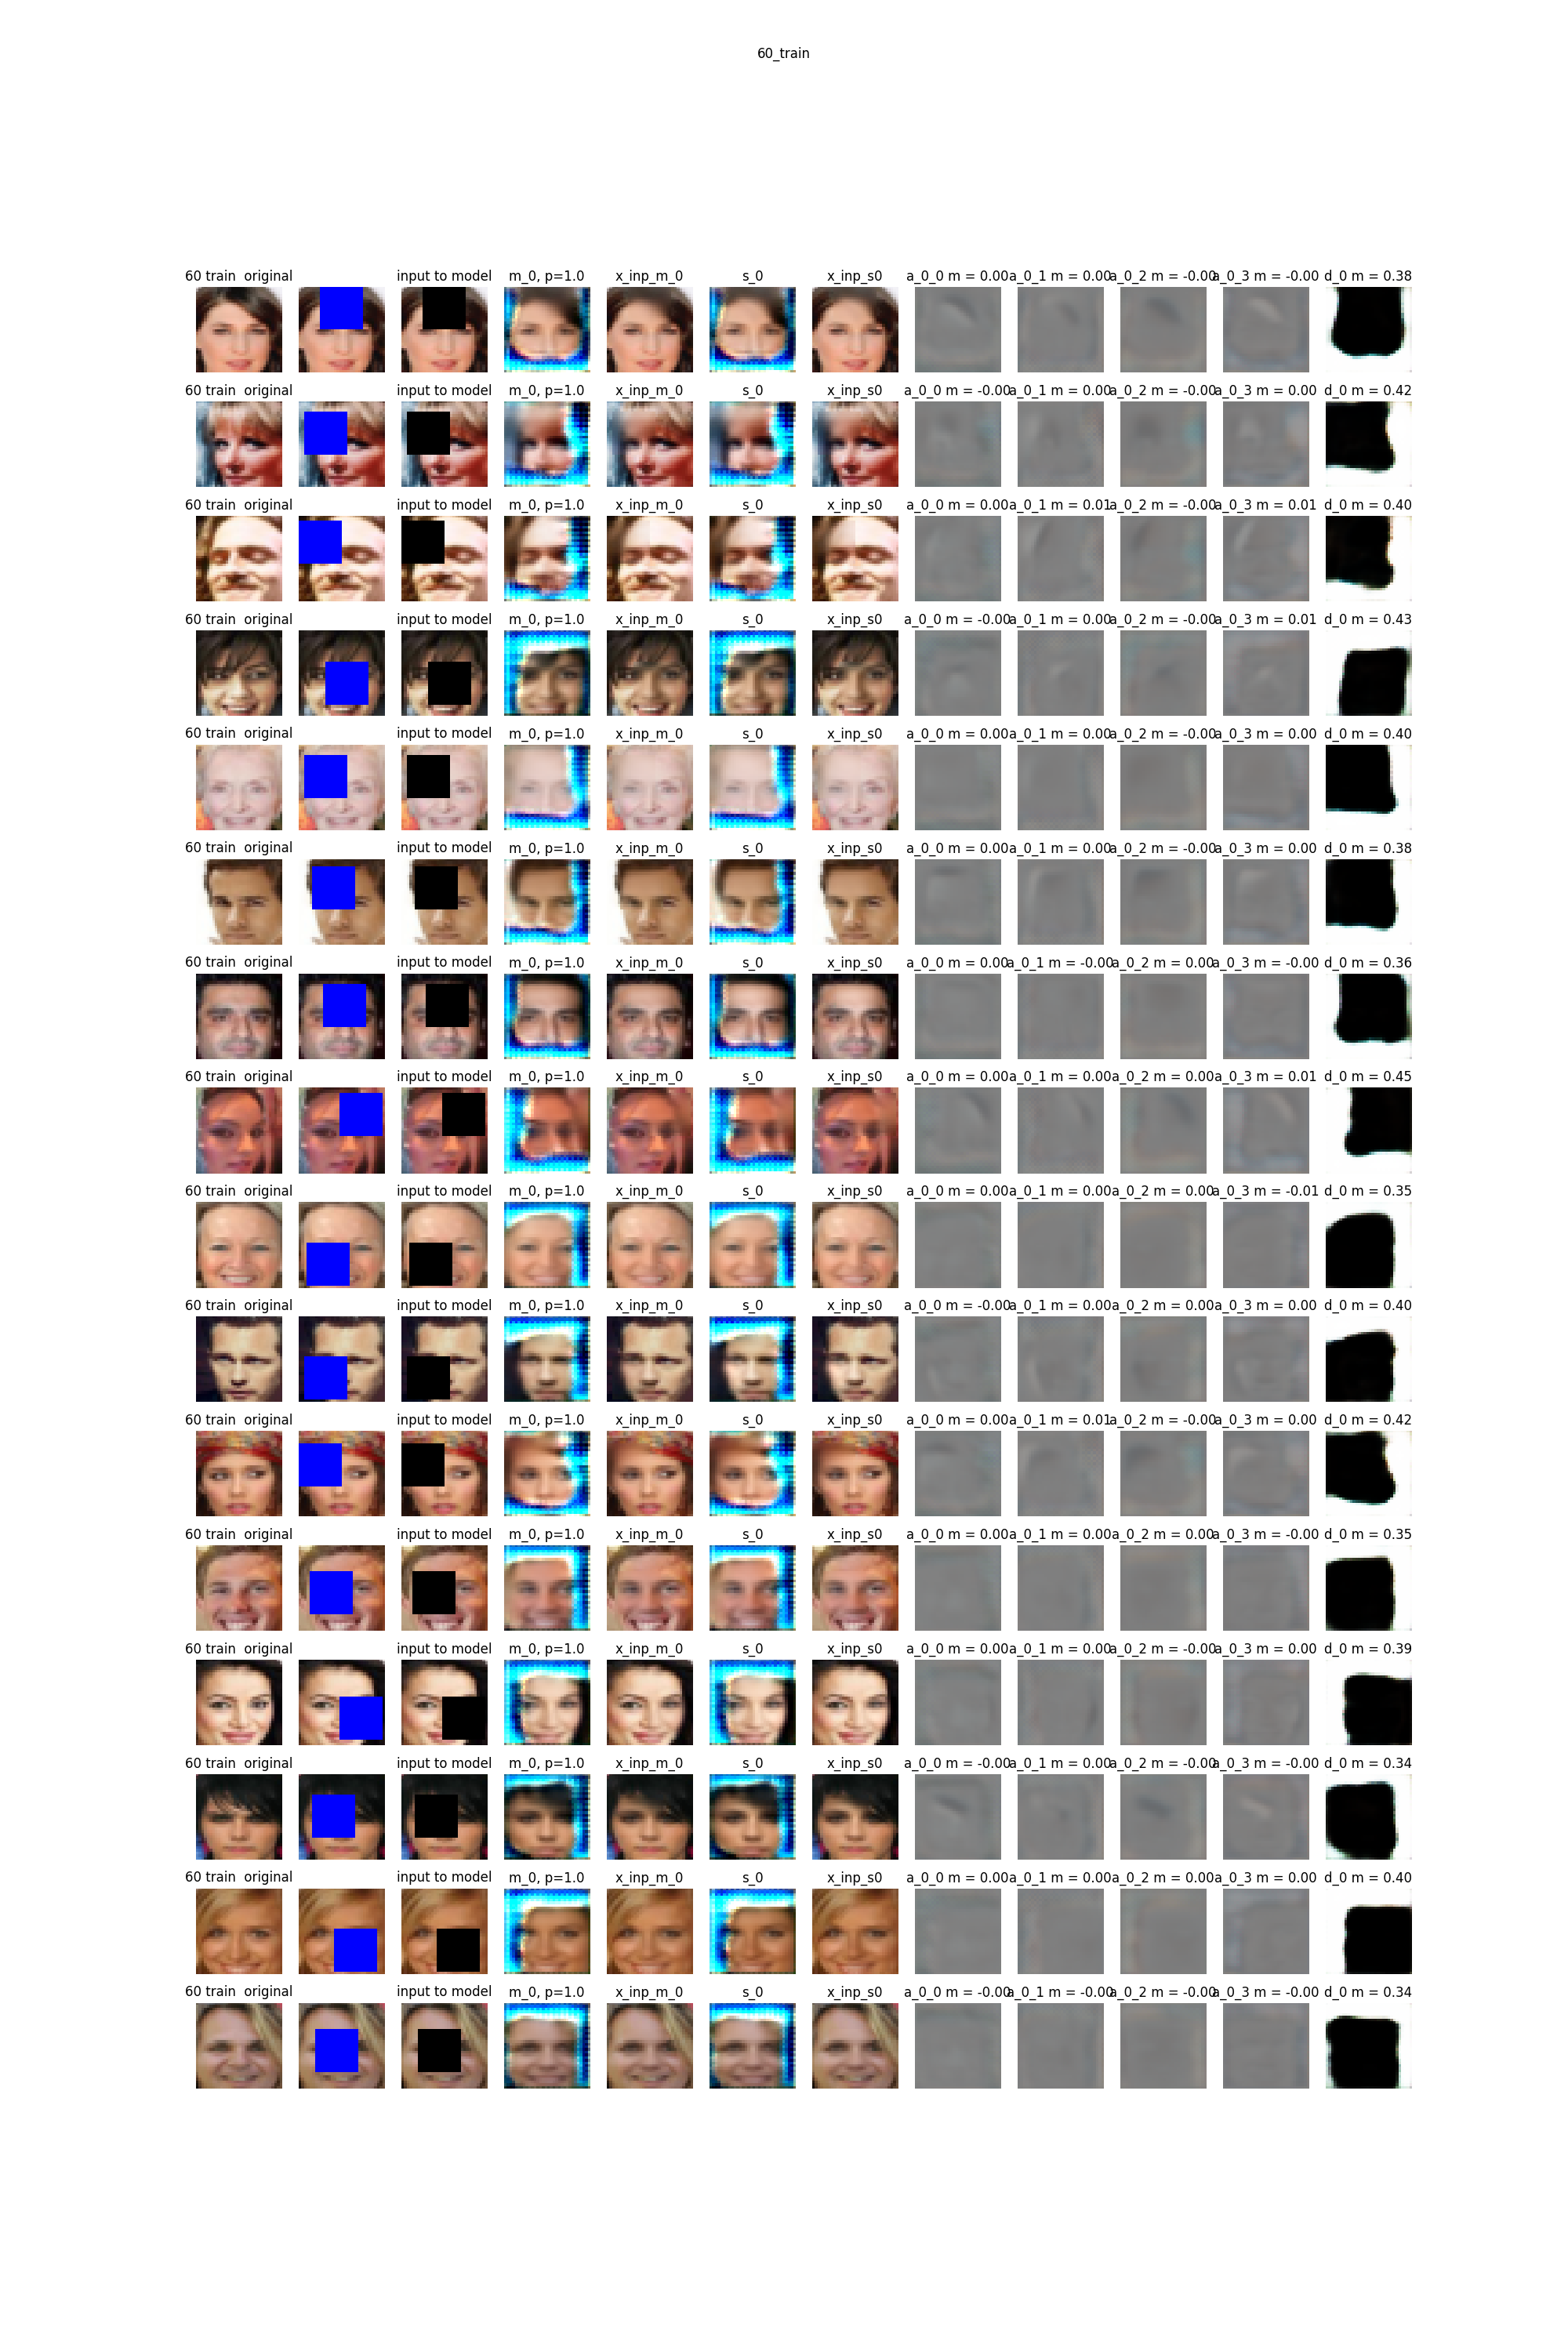 60_train
60 train original input to model m_0, p=1.0 x_inp_m_0 s_0 x_inp_s0 a_0_0 m = 0.00 a_0_1 m = 0.00 a_0_2 m = -0.00 a_0_3 m = -0.00 d_0 m = 0.38
60 train original input to model m_0, p=1.0 x_inp_m_0 s_0 x_inp_s0 a_0_0 m = -0.00 a_0_1 m = 0.00 a_0_2 m = -0.00 a_0_3 m = 0.00 d_0 m = 0.42
60 train original input to model m_0, p=1.0 x_inp_m_0 s_0 x_inp_s0 a_0_0 m = 0.00 a_0_1 m = 0.01 a_0_2 m = -0.00 a_0_3 m = 0.01 d_0 m = 0.40
60 train original input to model m_0, p=1.0 x_inp_m_0 s_0 x_inp_s0 a_0_0 m = -0.00 a_0_1 m = 0.00 a_0_2 m = -0.00 a_0_3 m = 0.01 d_0 m = 0.43
60 train original input to model m_0, p=1.0 x_inp_m_0 s_0 x_inp_s0 a_0_0 m = 0.00 a_0_1 m = 0.00 a_0_2 m = -0.00 a_0_3 m = 0.00 d_0 m = 0.40
60 train original input to model m_0, p=1.0 x_inp_m_0 s_0 x_inp_s0 a_0_0 m = 0.00 a_0_1 m = 0.00 a_0_2 m = -0.00 a_0_3 m = 0.00 d_0 m = 0.38
60 train original input to model m_0, p=1.0 x_inp_m_0 s_0 x_inp_s0 a_0_0 m = 0.00 a_0_1 m = -0.00 a_0_2 m = 0.00 a_0_3 m = -0.00 d_0 m = 0.36
60 train original input to model m_0, p=1.0 x_inp_m_0 s_0 x_inp_s0 a_0_0 m = 0.00 a_0_1 m = 0.00 a_0_2 m = 0.00 a_0_3 m = 0.01 d_0 m = 0.45
60 train original input to model m_0, p=1.0 x_inp_m_0 s_0 x_inp_s0 a_0_0 m = 0.00 a_0_1 m = 0.00 a_0_2 m = 0.00 a_0_3 m = -0.01 d_0 m = 0.35
60 train original input to model m_0, p=1.0 x_inp_m_0 s_0 x_inp_s0 a_0_0 m = -0.00 a_0_1 m = 0.00 a_0_2 m = 0.00 a_0_3 m = 0.00 d_0 m = 0.40
60 train original input to model m_0, p=1.0 x_inp_m_0 s_0 x_inp_s0 a_0_0 m = 0.00 a_0_1 m = 0.01 a_0_2 m = -0.00 a_0_3 m = 0.00 d_0 m = 0.42
60 train original input to model m_0, p=1.0 x_inp_m_0 s_0 x_inp_s0 a_0_0 m = 0.00 a_0_1 m = 0.00 a_0_2 m = 0.00 a_0_3 m = -0.00 d_0 m = 0.35
60 train original input to model m_0, p=1.0 x_inp_m_0 s_0 x_inp_s0 a_0_0 m = 0.00 a_0_1 m = 0.00 a_0_2 m = -0.00 a_0_3 m = 0.00 d_0 m = 0.39
60 train original input to model m_0, p=1.0 x_inp_m_0 s_0 x_inp_s0 a_0_0 m = -0.00 a_0_1 m = 0.00 a_0_2 m = -0.00 a_0_3 m = -0.00 d_0 m = 0.34
60 train original input to model m_0, p=1.0 x_inp_m_0 s_0 x_inp_s0 a_0_0 m = 0.00 a_0_1 m = 0.00 a_0_2 m = 0.00 a_0_3 m = 0.00 d_0 m = 0.40
60 train original input to model m_0, p=1.0 x_inp_m_0 s_0 x_inp_s0 a_0_0 m = -0.00 a_0_1 m = -0.00 a_0_2 m = -0.00 a_0_3 m = -0.00 d_0 m = 0.34